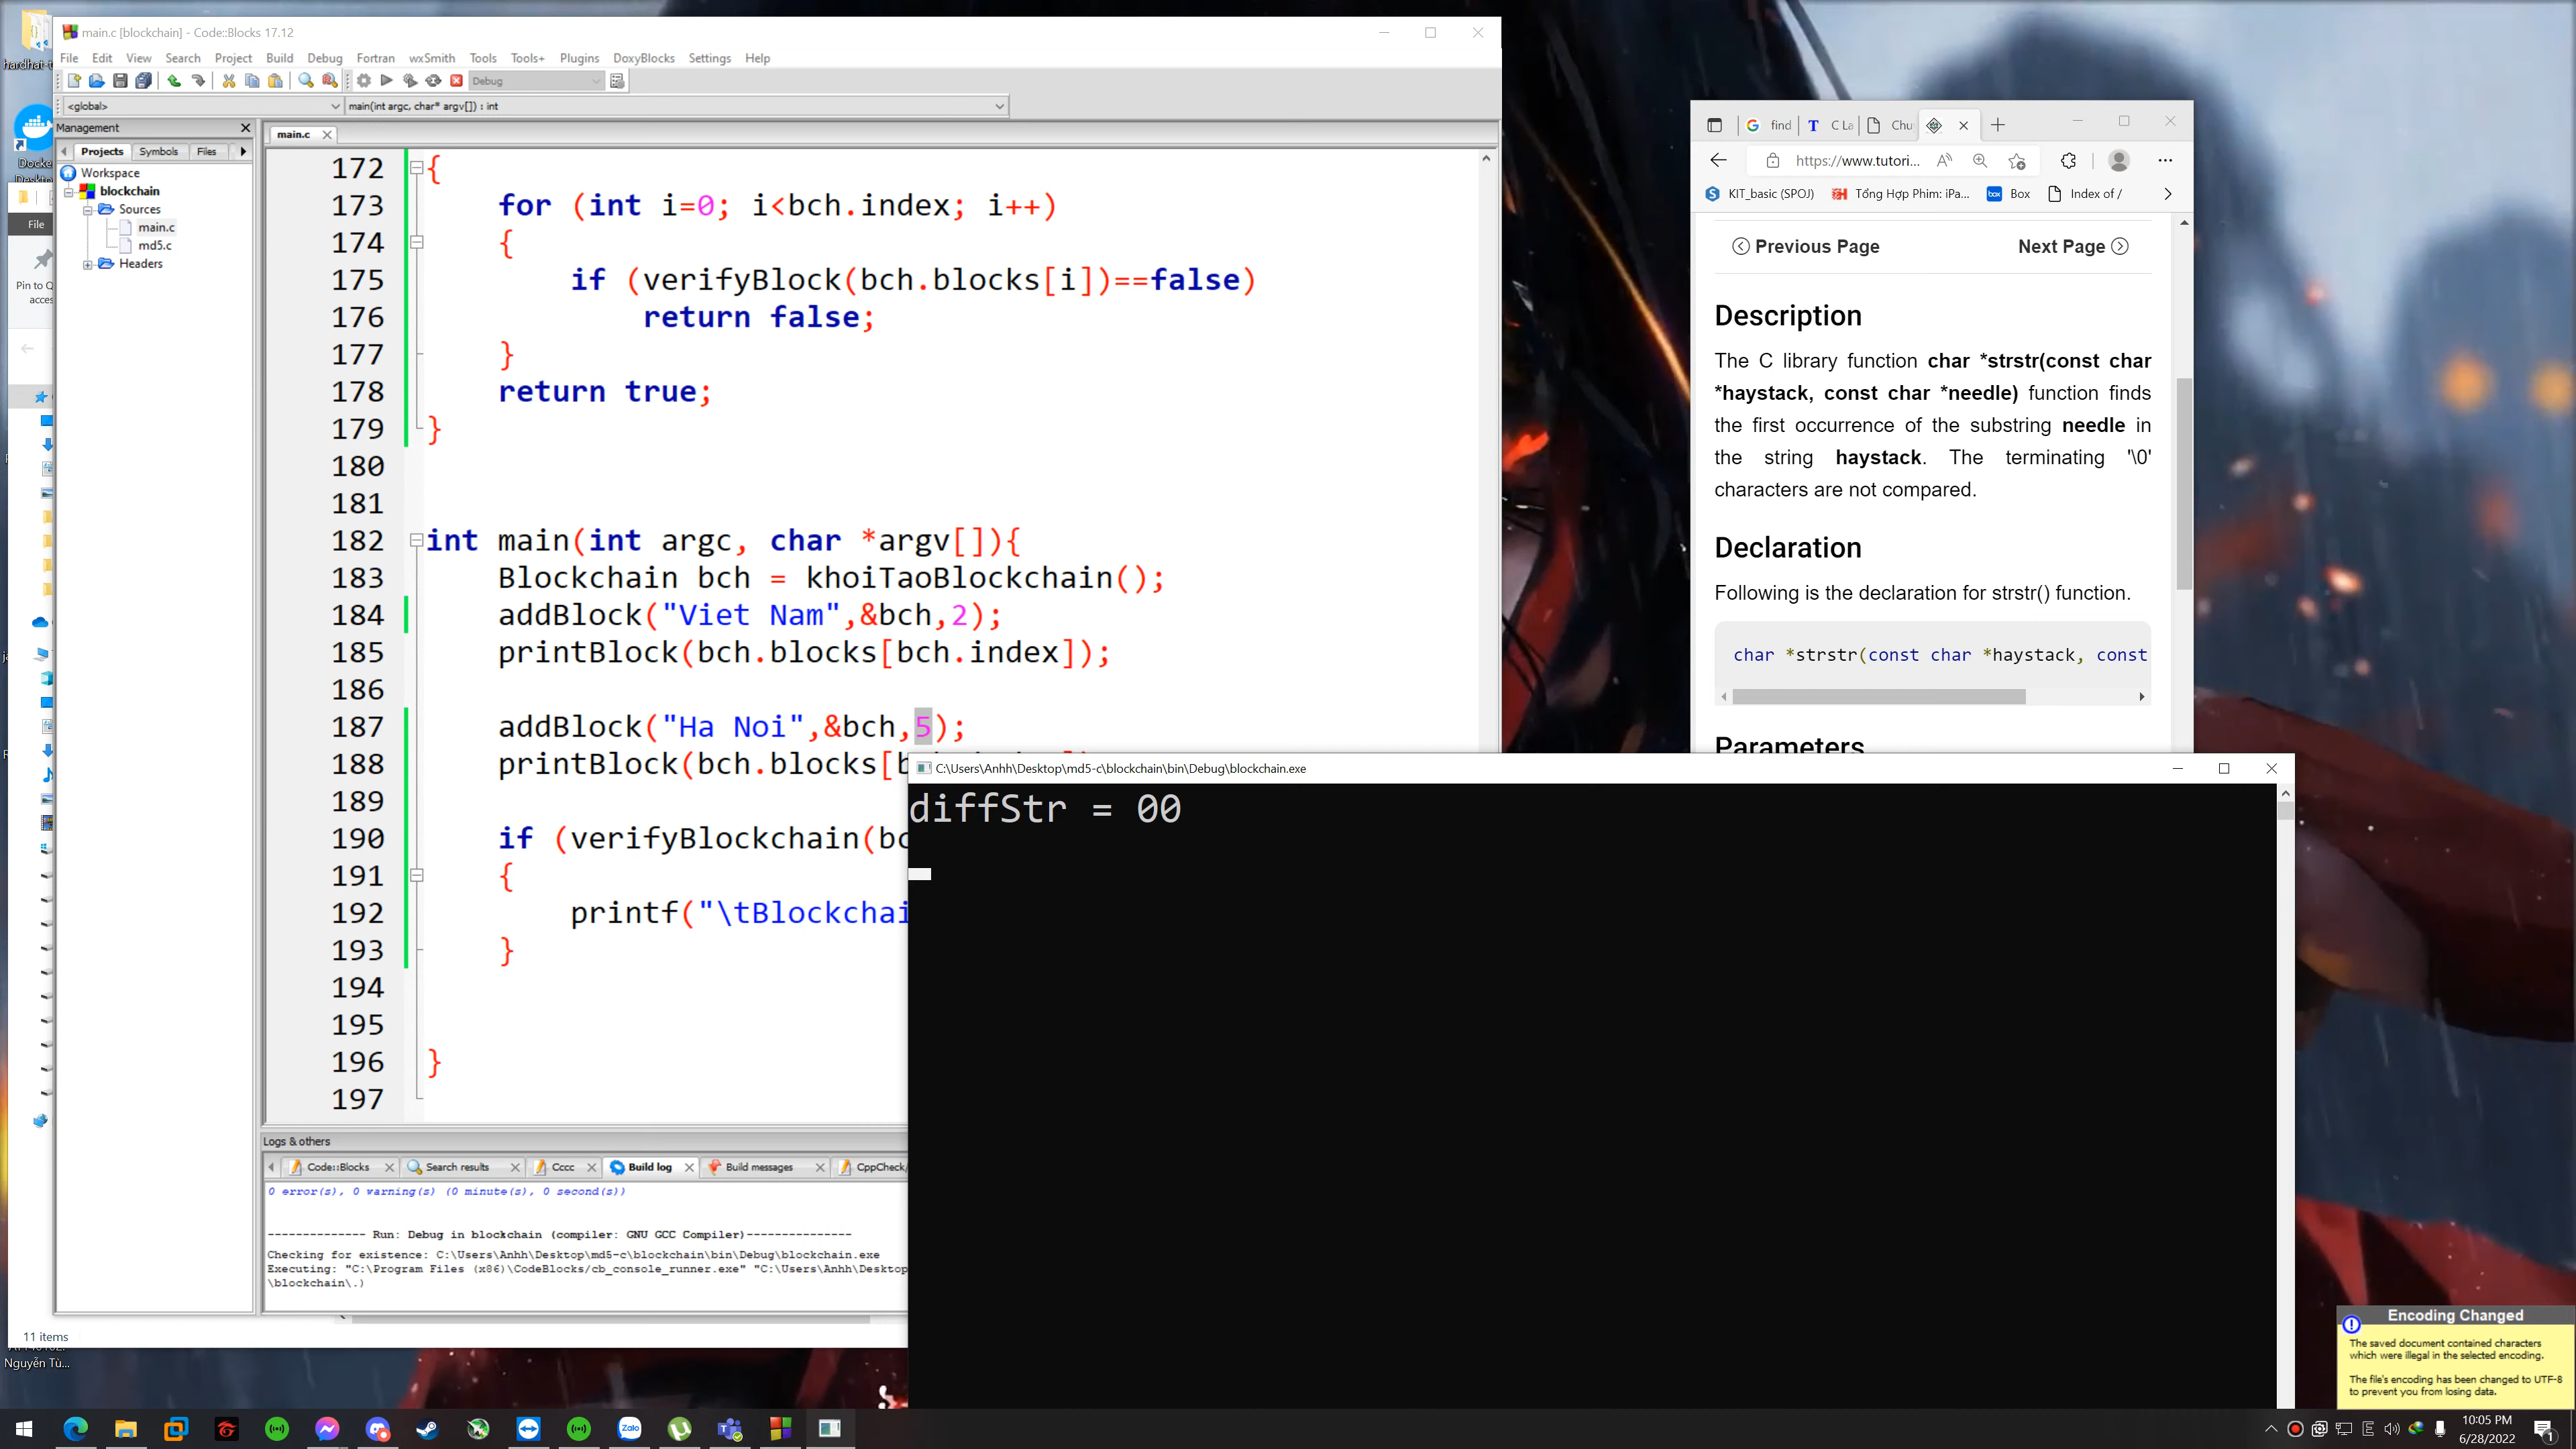 main.c [blockchain] - Code::Blocks 17.12
File Edit View Search Project Build Debug Fortran wxSmith Tools Tools+ Plugins DoxyBlocks Settings Help
Debug
<global>
main(int argc, char* argv[]) : int
Management
Projects Symbols Files
Workspace
blockchain
Sources
main.c
md5.c
Headers
main.c
172 {
173 for (int i=0; i<bch.index; i++)
174 {
175 if (verifyBlock(bch.blocks[i])==false)
176 return false;
177 }
178 return true;
179 }
180
181
182 int main(int argc, char *argv[]){
183 Blockchain bch = khoiTaoBlockchain();
184 addBlock("Viet Nam",&bch,2);
185 printBlock(bch.blocks[bch.index]);
186
187 addBlock("Ha Noi",&bch,5);
188 printBlock(bch.blocks[b
189
190 if (verifyBlockchain(bc
191 {
192 printf("\tBlockchai
193 }
194
195
196 }
197
Logs & others
Code::Blocks Search results Cccc Build log Build messages CppCheck/
0 error(s), 0 warning(s) (0 minute(s), 0 second(s))
-------------- Run: Debug in blockchain (compiler: GNU GCC Compiler)---------------
Checking for existence: C:\Users\Anhh\Desktop\md5-c\blockchain\bin\Debug\blockchain.exe
Executing: "C:\Program Files (x86)\CodeBlocks/cb_console_runner.exe" "C:\Users\Anhh\Desktop
\blockchain\.)
C:\Users\Anhh\Desktop\md5-c\blockchain\bin\Debug\blockchain.exe
diffStr = 00
find
C La
Chu
https://www.tutori...
KIT_basic (SPOJ) Tổng Hợp Phim: iPa... Box Index of /
Previous Page Next Page
Description
The C library function char *strstr(const char
*haystack, const char *needle) function finds
the first occurrence of the substring needle in
the string haystack. The terminating '\0'
characters are not compared.
Declaration
Following is the declaration for strstr() function.
char *strstr(const char *haystack, const
Parameters
hardhat-t
Docke
Desktop
File
Pin to Q
acces
11 items
Nguyễn Tù...
Encoding Changed
The saved document contained characters
which were illegal in the selected encoding.
The file's encoding has been changed to UTF-8
to prevent you from losing data.
Zalo
10:05 PM
6/28/2022
1